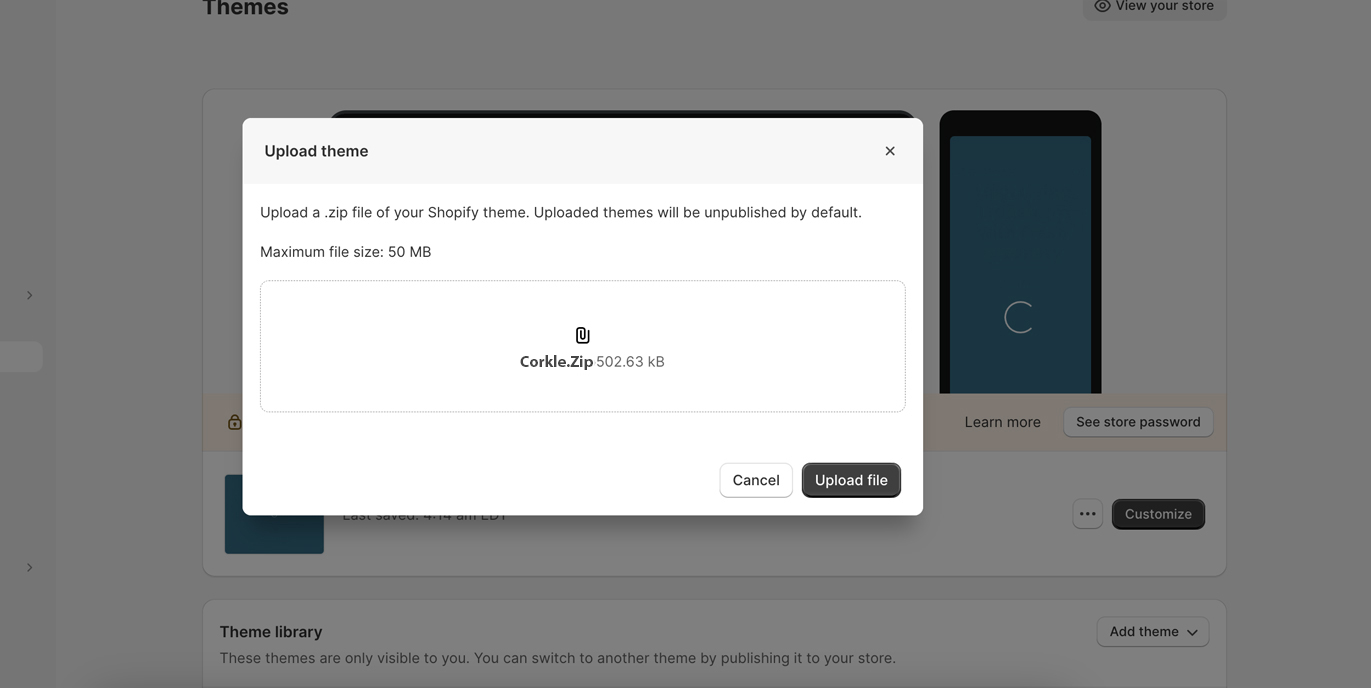 Themes
View your store
Upload theme
Upload a .zip file of your Shopify theme. Uploaded themes will be unpublished by default.
Maximum file size: 50 MB
Corkle.Zip 502.63 kB
Learn more
See store password
Cancel
Upload file
Last saved: 4:14 am EDT
Customize
Theme library
Add theme
These themes are only visible to you. You can switch to another theme by publishing it to your store.